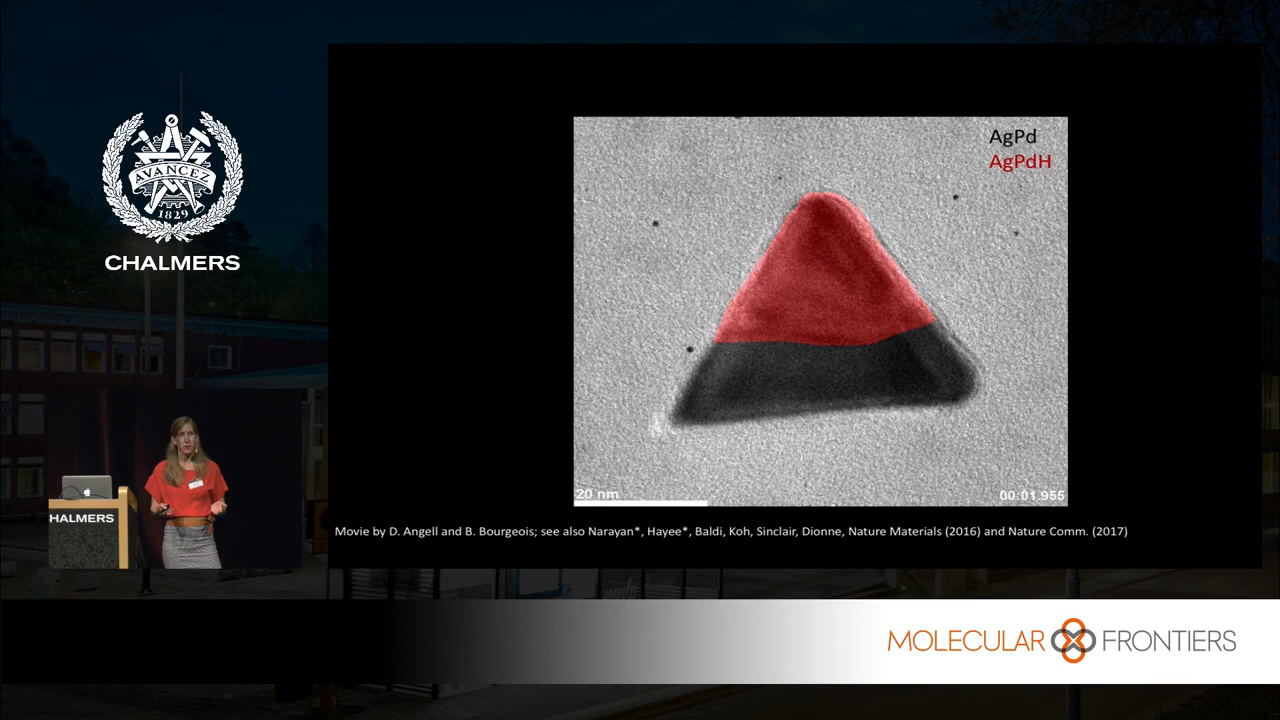 AVANCEZ
1829
CHALMERS
HALMERS
AgPd
AgPdH
20 nm
00:01.955
Movie by D. Angell and B. Bourgeois; see also Narayan*, Hayee*, Baldi, Koh, Sinclair, Dionne, Nature Materials (2016) and Nature Comm. (2017)
MOLECULAR FRONTIERS